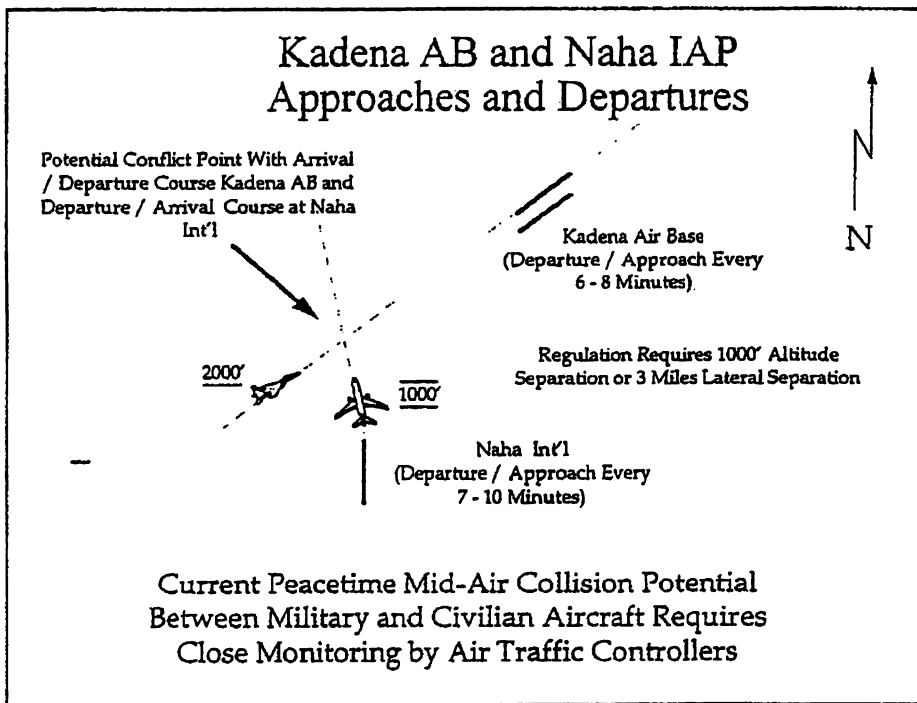 Kadena AB and Naha IAP
Approaches and Departures
Potential Conflict Point With Arrival
/ Departure Course Kadena AB and
Departure / Arrival Course at Naha
Int'l
N
N
Kadena Air Base
(Departure / Approach Every
6 - 8 Minutes)
Regulation Requires 1000' Altitude
Separation or 3 Miles Lateral Separation
2000'
1000'
Naha Int'l
(Departure / Approach Every
7 - 10 Minutes)
Current Peacetime Mid-Air Collision Potential
Between Military and Civilian Aircraft Requires
Close Monitoring by Air Traffic Controllers